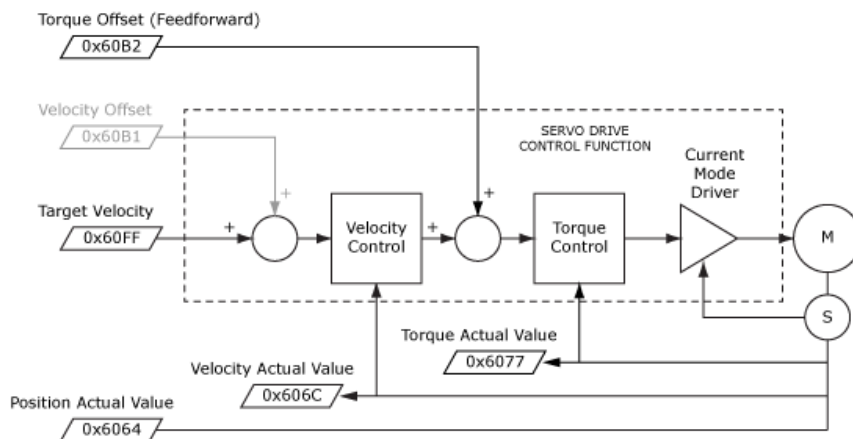 Torque Offset (Feedforward)
0x60B2
Velocity Offset
0x60B1
SERVO DRIVE
CONTROL FUNCTION
Current
Mode
Driver
+
+
Target Velocity
0x60FF
+
Velocity
Control
+
Torque
Control
M
S
Torque Actual Value
0x6077
Velocity Actual Value
0x606C
Position Actual Value
0x6064